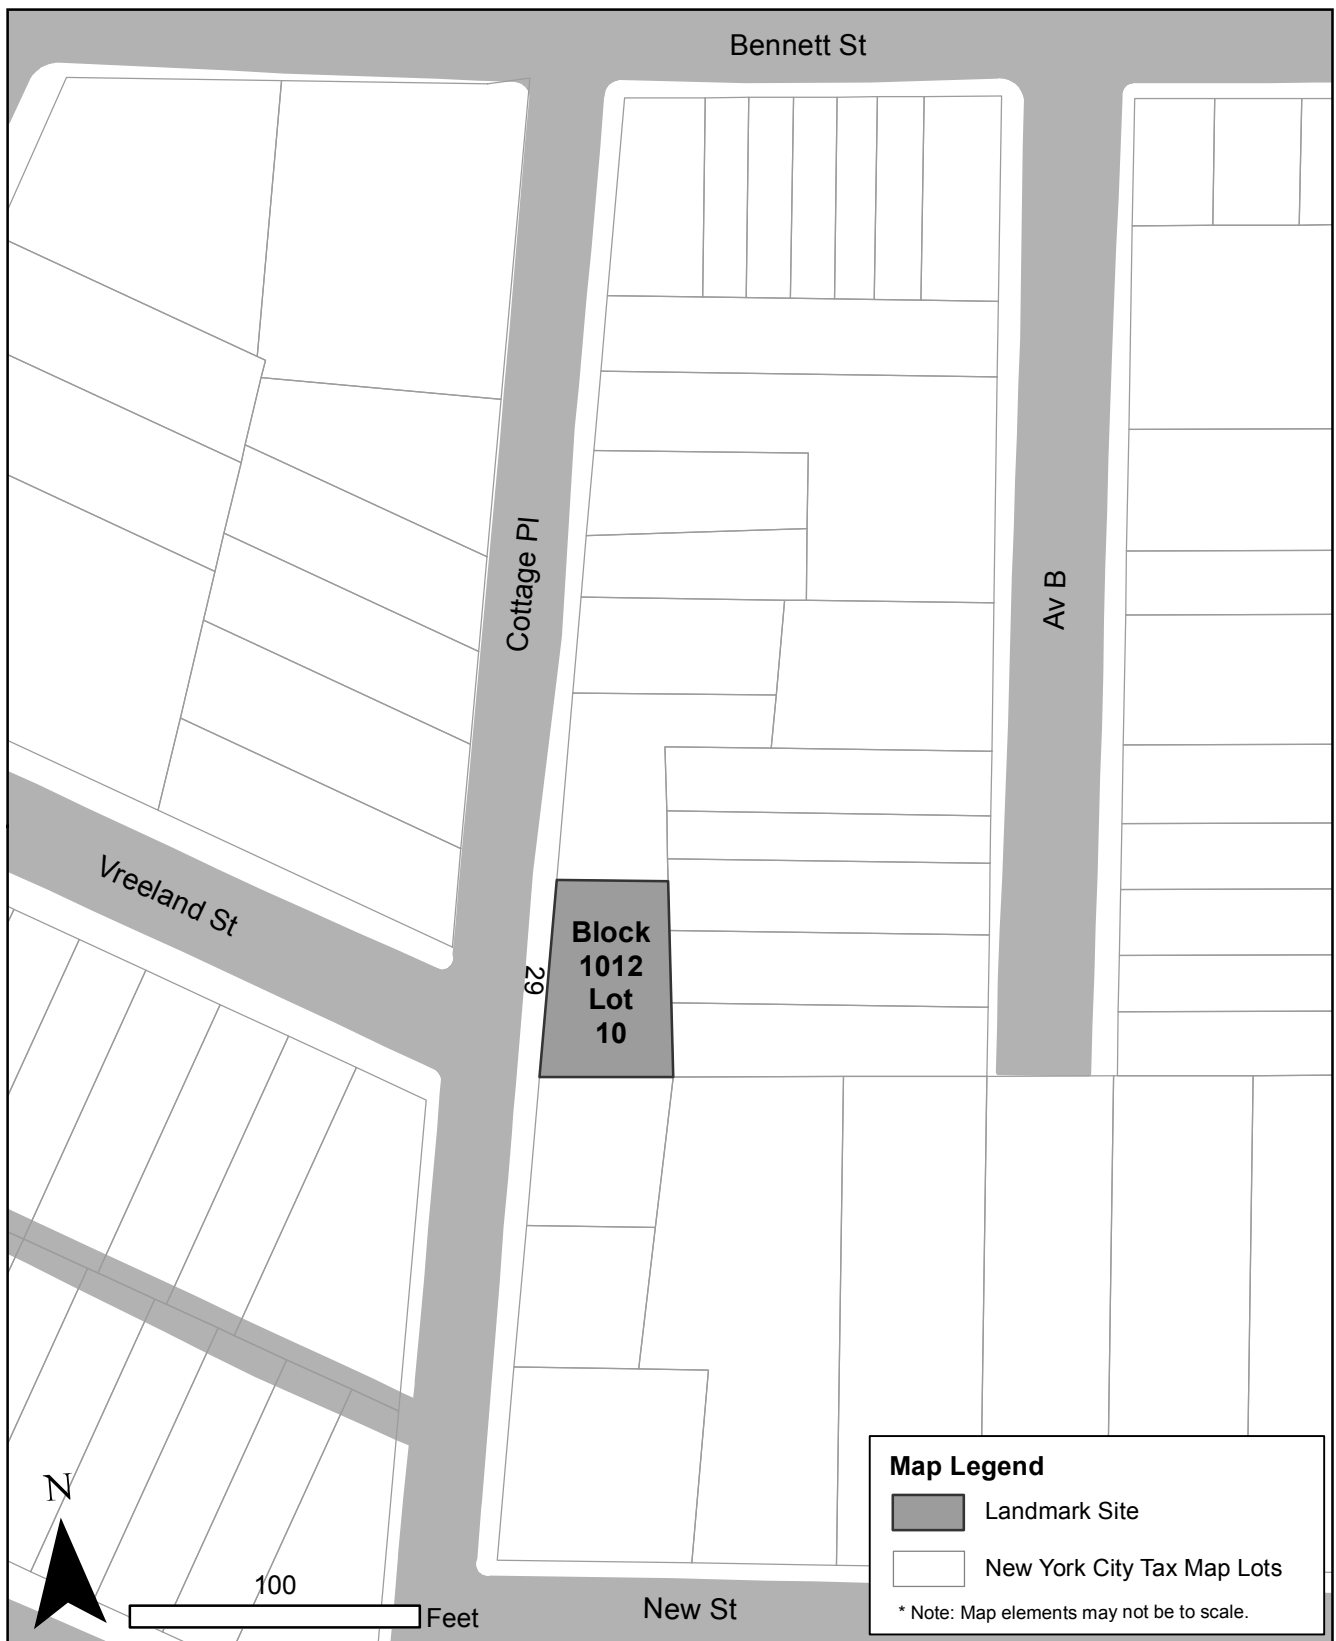 Bennett St
Cottage Pl
Av B
Vreeland St
29
Block
1012
Lot
10
N
100
Feet
New St
Map Legend
Landmark Site
New York City Tax Map Lots
* Note: Map elements may not be to scale.